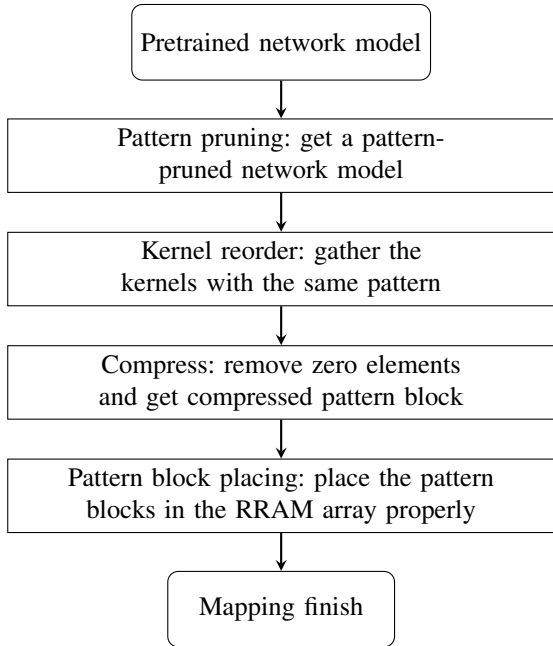 Pretrained network model
Pattern pruning: get a pattern-
pruned network model
Kernel reorder: gather the
kernels with the same pattern
Compress: remove zero elements
and get compressed pattern block
Pattern block placing: place the pattern
blocks in the RRAM array properly
Mapping finish